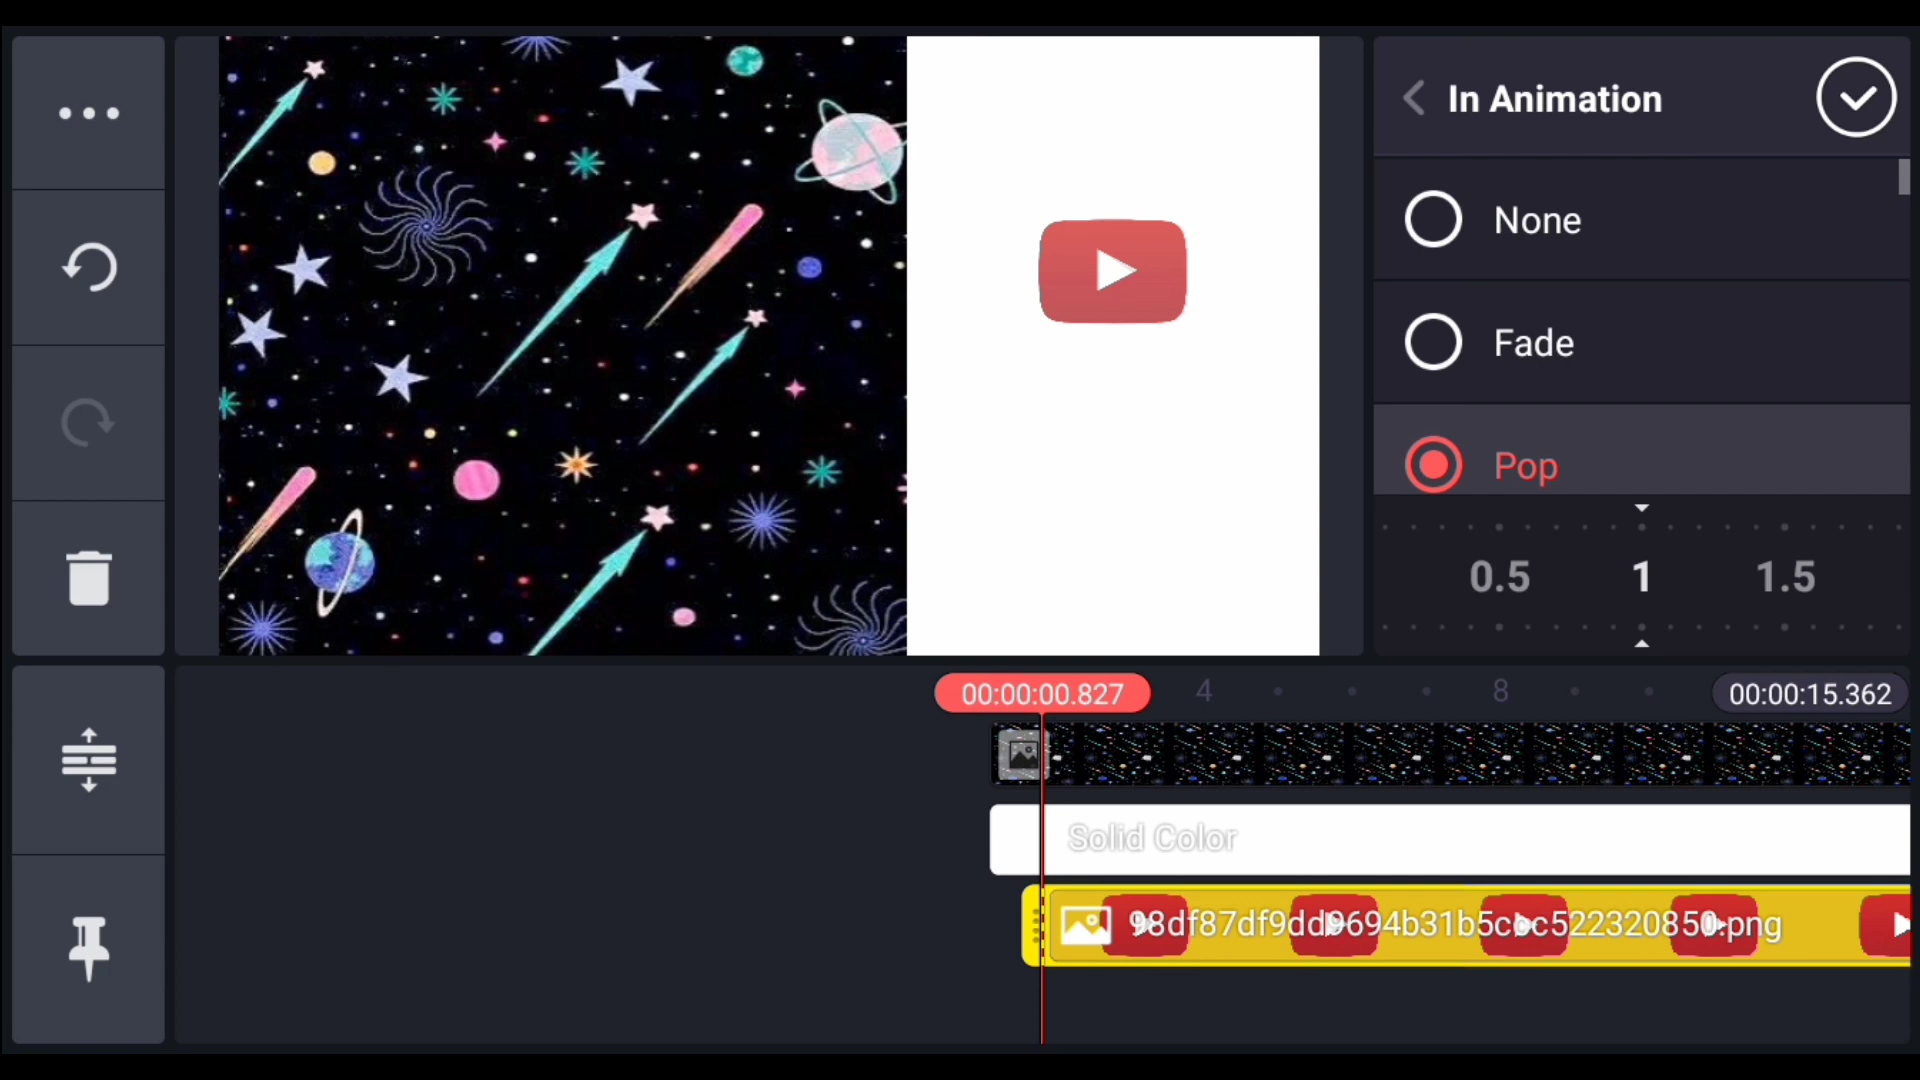 In Animation
None
Fade
Pop
0.5 1 1.5
00:00:00.827 4 8 00:00:15.362
Solid Color
98df87df9dd9694b31b5cbc522320850.png